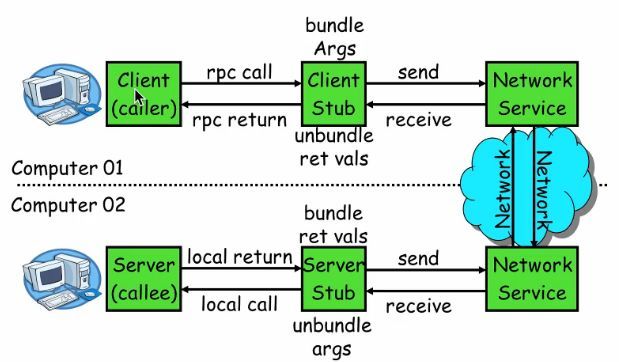 bundle
Args
Client
(caller)
rpc call
rpc return
Client
Stub
send
receive
Network
Service
unbundle
ret vals
Computer 01
Computer 02
Network
Network
bundle
ret vals
Server
(callee)
local return
local call
Server
Stub
send
receive
Network
Service
unbundle
args